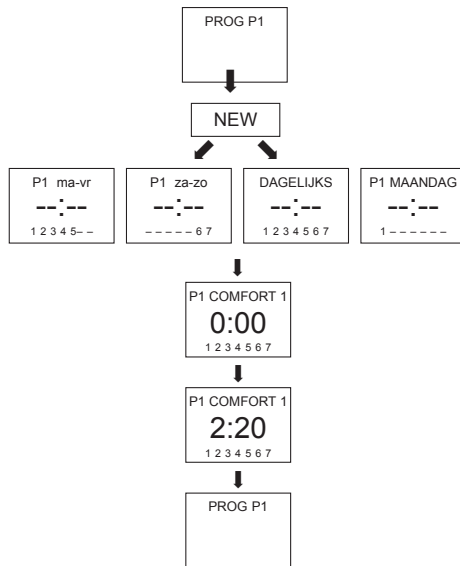 PROG P1
NEW
P1 ma-vr
--:--
1 2 3 4 5– –
P1 za-zo
--:--
– – – – – 6 7
DAGELIJKS
--:--
1 2 3 4 5 6 7
P1 MAANDAG
--:--
1 – – – – – –
P1 COMFORT 1
0:00
1 2 3 4 5 6 7
P1 COMFORT 1
2:20
1 2 3 4 5 6 7
PROG P1